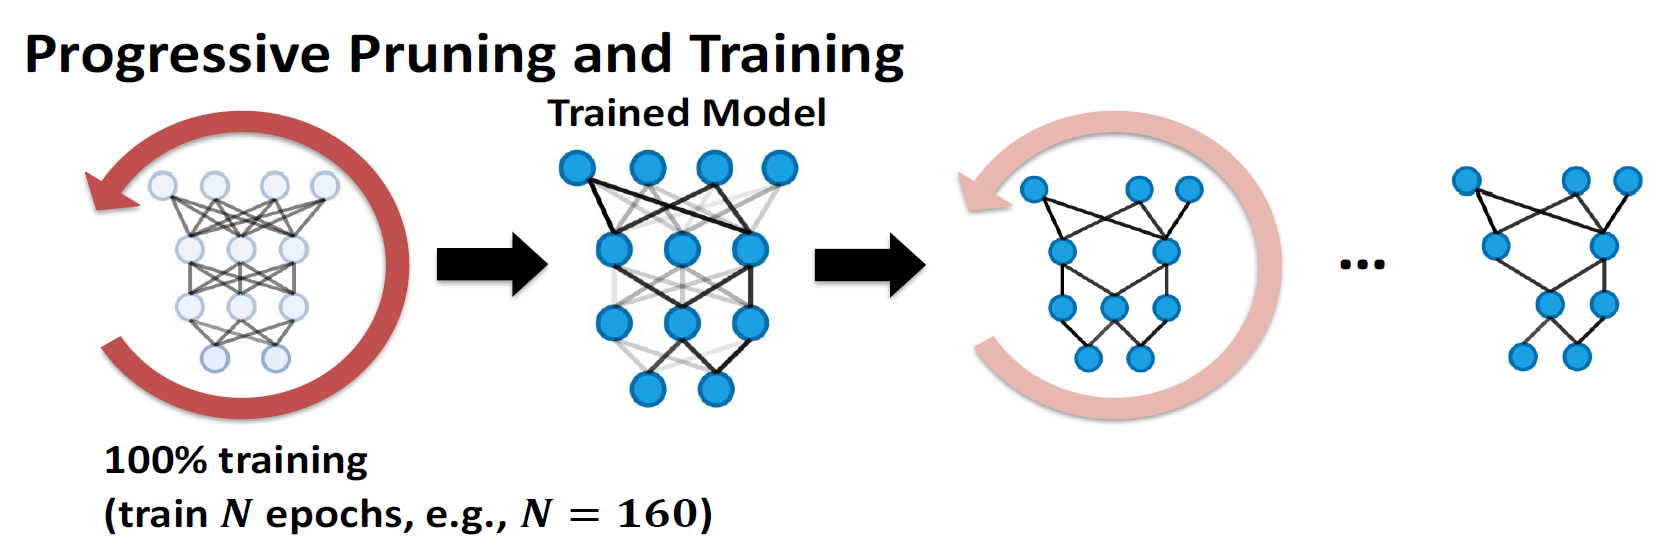 Progressive Pruning and Training
Trained Model
...
100% training
(train N epochs, e.g., N = 160)